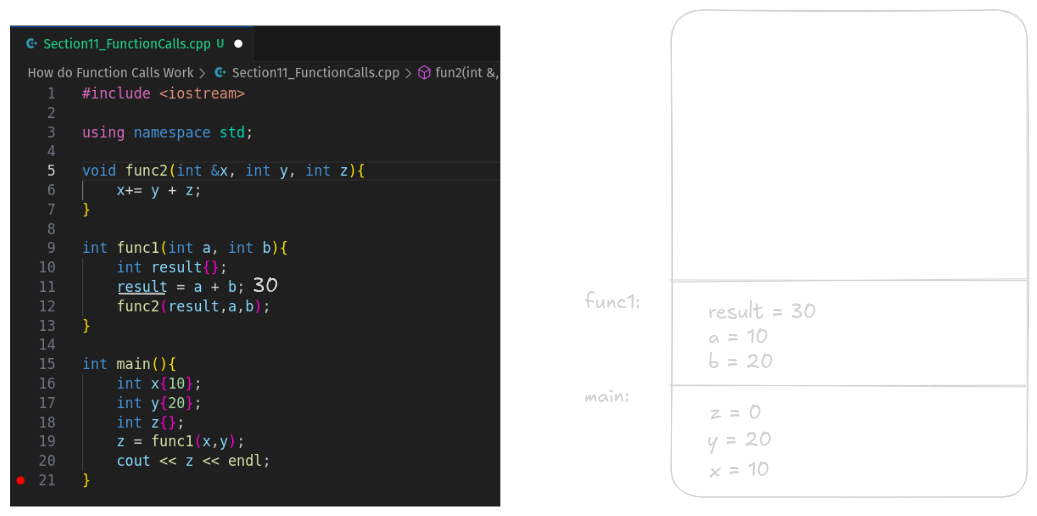 Section11_FunctionCalls.cpp U
How do Function Calls Work > Section11_FunctionCalls.cpp > fun2(int &,
1 #include <iostream>
2
3 using namespace std;
4
5 void func2(int &x, int y, int z){
6 x+= y + z;
7 }
8
9 int func1(int a, int b){
10 int result{};
11 result = a + b; 30
12 func2(result,a,b);
13 }
14
15 int main(){
16 int x{10};
17 int y{20};
18 int z{};
19 z = func1(x,y);
20 cout << z << endl;
21 }
func1:
result = 30
a = 10
b = 20
main:
z = 0
y = 20
x = 10